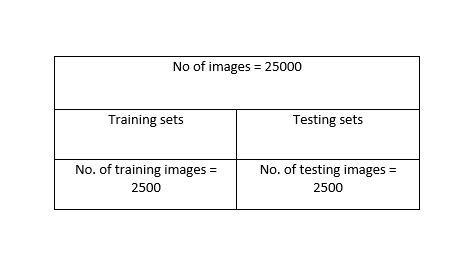 No of images = 25000
Training sets
Testing sets
No. of training images =
2500
No. of testing images =
2500